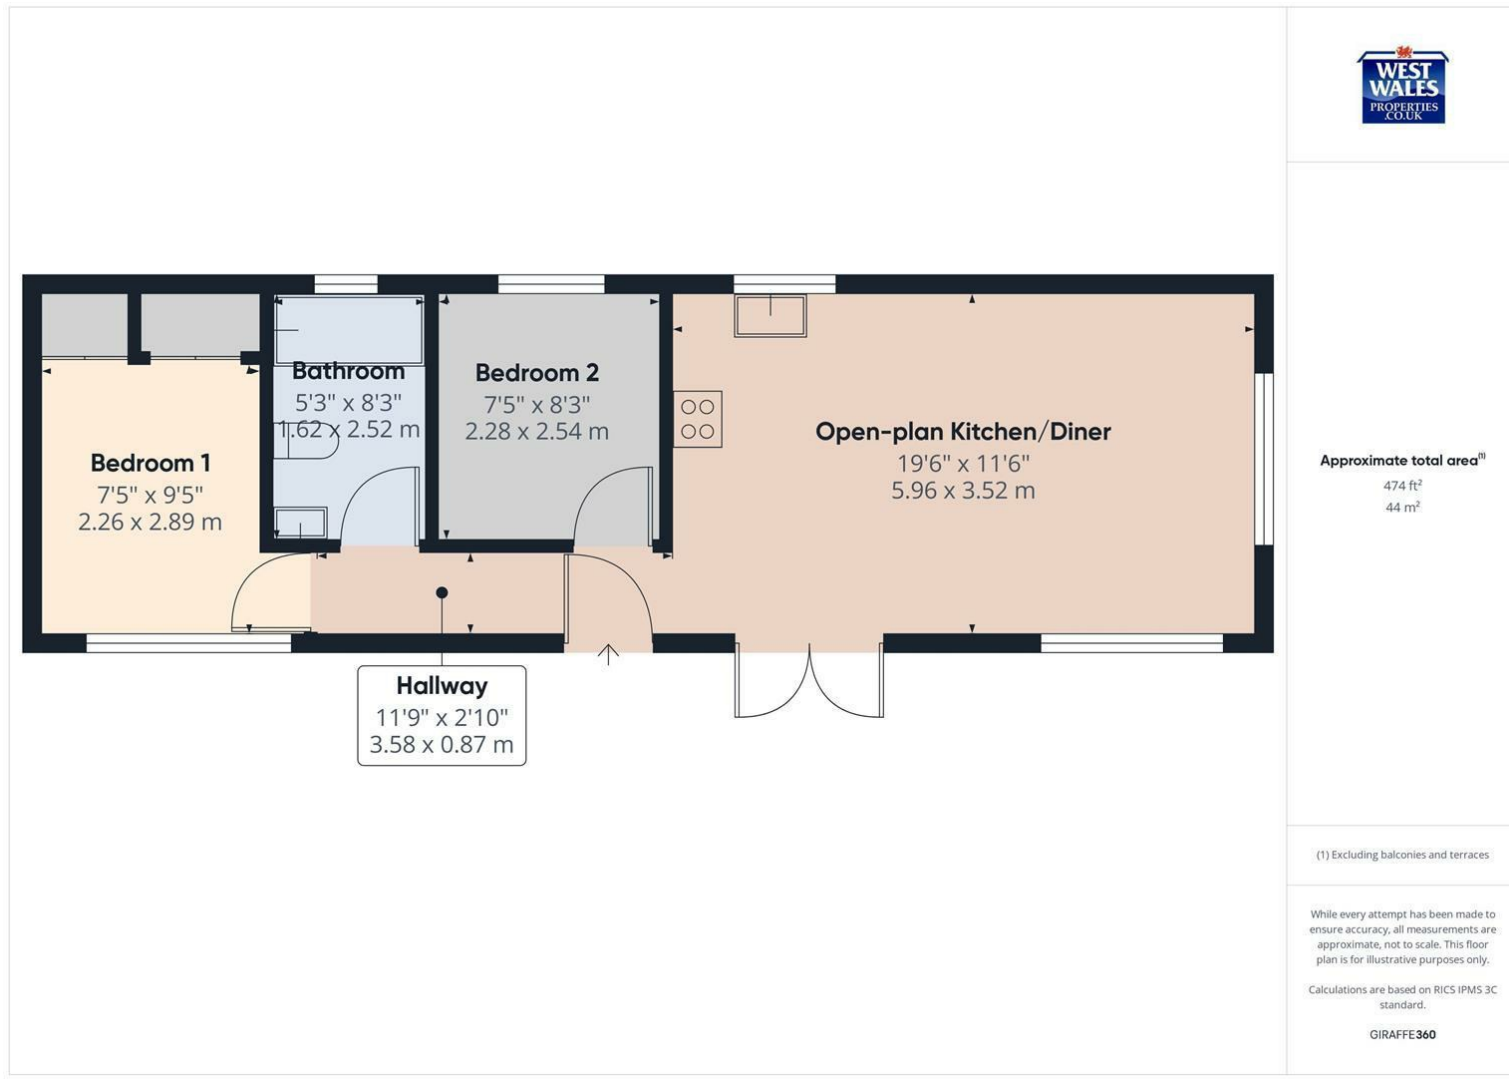 WEST
WALES
PROPERTIES
.CO.UK
Bathroom
5'3" x 8'3"
1.62 x 2.52 m
Bedroom 2
7'5" x 8'3"
2.28 x 2.54 m
Open-plan Kitchen/Diner
19'6" x 11'6"
5.96 x 3.52 m
Bedroom 1
7'5" x 9'5"
2.26 x 2.89 m
Hallway
11'9" x 2'10"
3.58 x 0.87 m
Approximate total area(1)
474 ft²
44 m²
(1) Excluding balconies and terraces
While every attempt has been made to
ensure accuracy, all measurements are
approximate, not to scale. This floor
plan is for illustrative purposes only.
Calculations are based on RICS IPMS 3C
standard.
GIRAFFE360